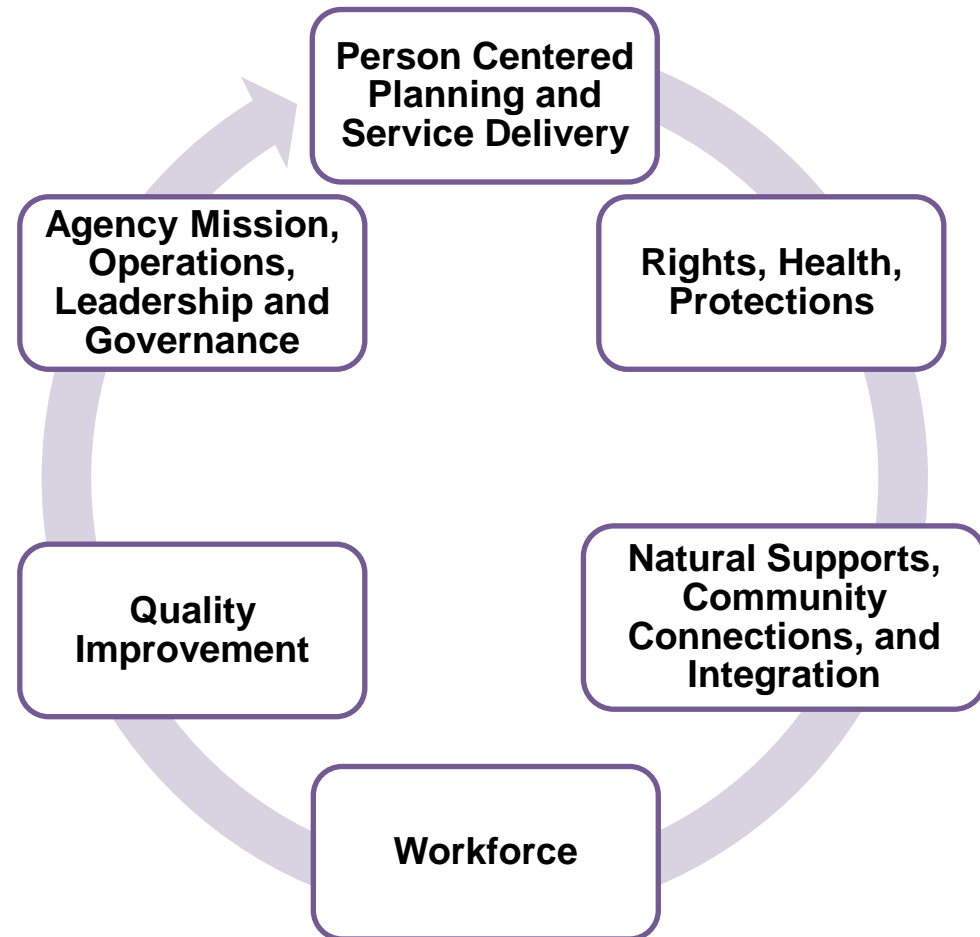 Person Centered
Planning and
Service Delivery
Rights, Health,
Protections
Natural Supports,
Community
Connections, and
Integration
Workforce
Quality
Improvement
Agency Mission,
Operations,
Leadership and
Governance